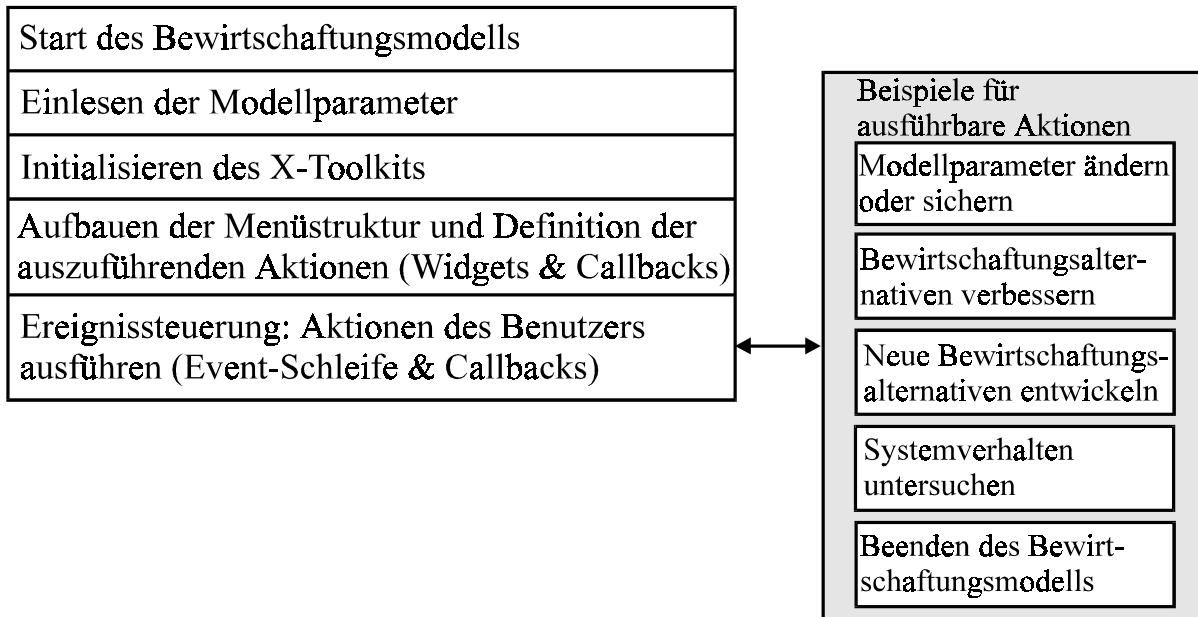 Start des Bewirtschaftungsmodells
Einlesen der Modellparameter
Initialisieren des X-Toolkits
Aufbauen der Menüstruktur und Definition der
auszuführenden Aktionen (Widgets & Callbacks)
Ereignissteuerung: Aktionen des Benutzers
ausführen (Event-Schleife & Callbacks)
Beispiele für
ausführbare Aktionen
Modellparameter ändern
oder sichern
Bewirtschaftungsalter-
nativen verbessern
Neue Bewirtschaftungs-
alternativen entwickeln
Systemverhalten
untersuchen
Beenden des Bewirt-
schaftungsmodells